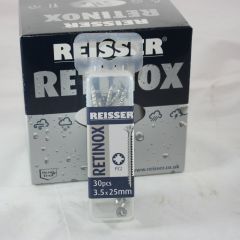 REISSER
RETINOX
REISSER
RETINOX
PZ2
30pcs
3.5x25mm
www.reisser.co.uk